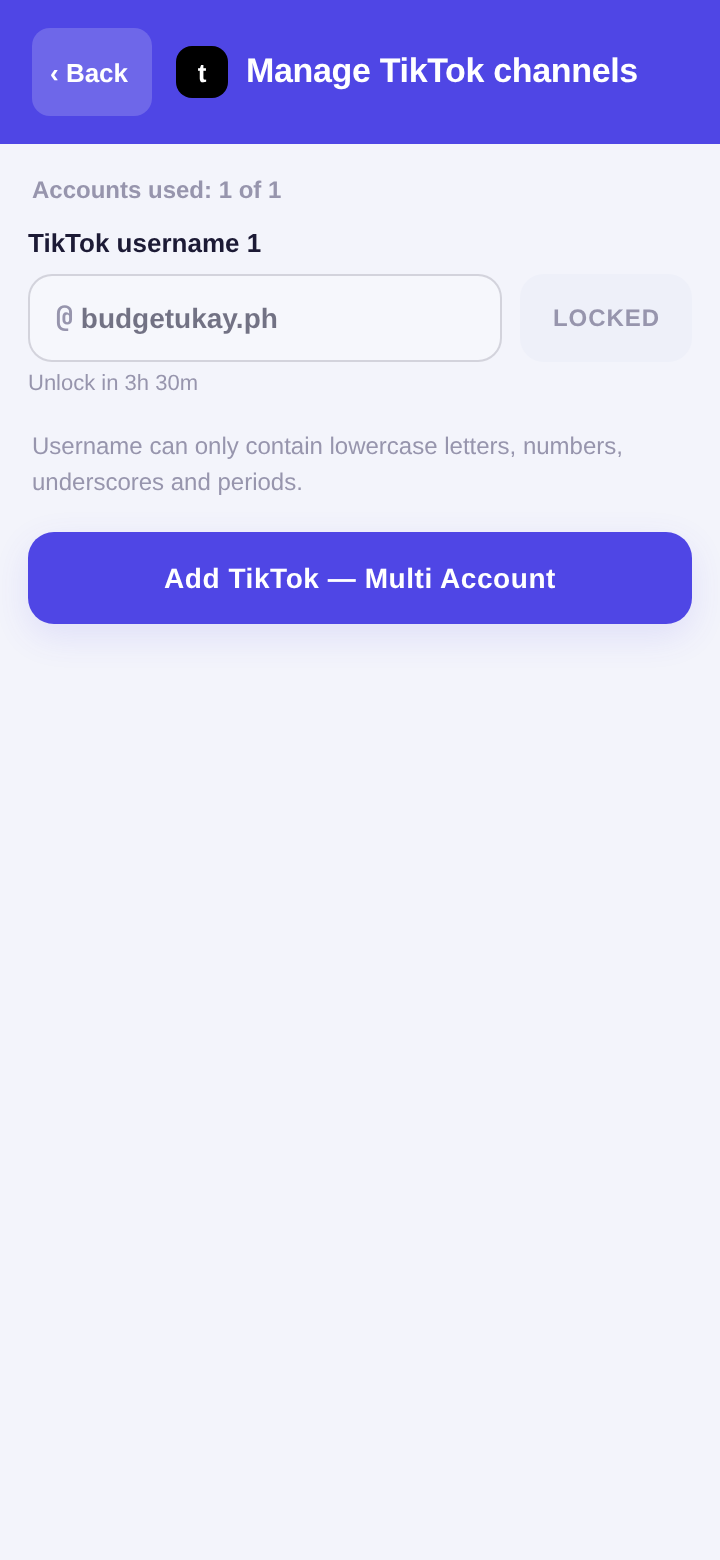 ‹ Back
t
Manage TikTok channels
Accounts used: 1 of 1
TikTok username 1
@ budgetukay.ph
LOCKED
Unlock in 3h 30m
Username can only contain lowercase letters, numbers,
underscores and periods.
Add TikTok — Multi Account